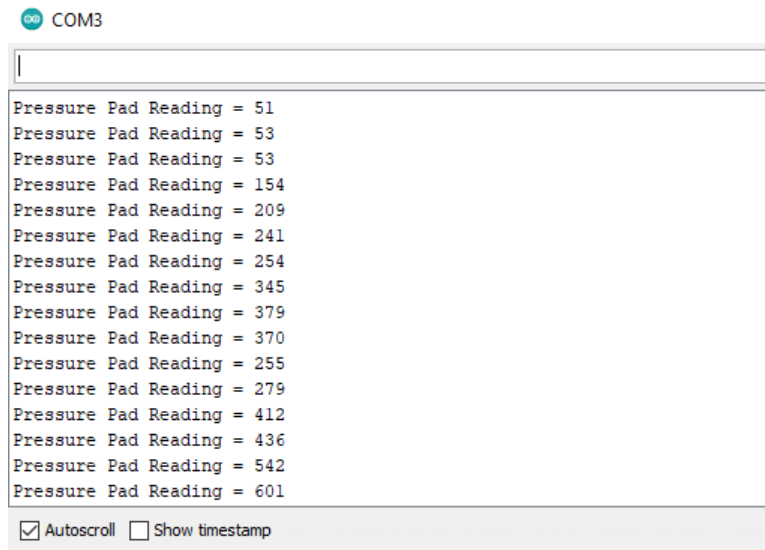 COM3
Pressure Pad Reading = 51
Pressure Pad Reading = 53
Pressure Pad Reading = 53
Pressure Pad Reading = 154
Pressure Pad Reading = 209
Pressure Pad Reading = 241
Pressure Pad Reading = 254
Pressure Pad Reading = 345
Pressure Pad Reading = 379
Pressure Pad Reading = 370
Pressure Pad Reading = 255
Pressure Pad Reading = 279
Pressure Pad Reading = 412
Pressure Pad Reading = 436
Pressure Pad Reading = 542
Pressure Pad Reading = 601
Autoscroll Show timestamp